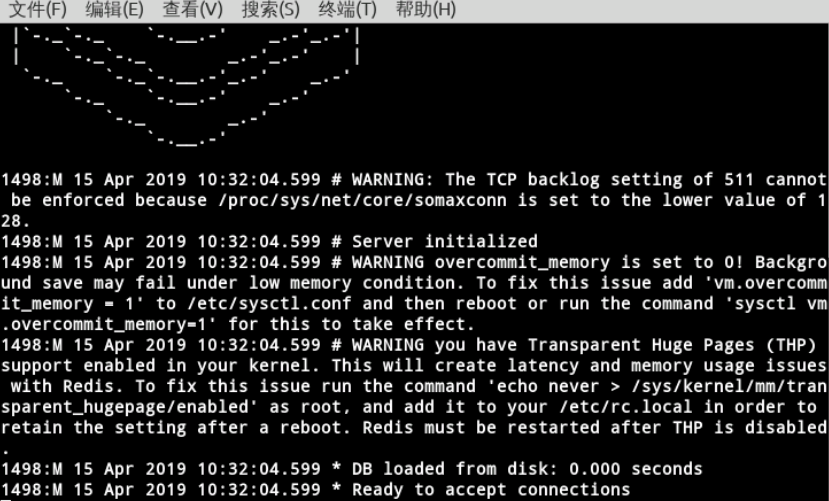 文件(F) 编辑(E) 查看(V) 搜索(S) 终端(T) 帮助(H)
1498:M 15 Apr 2019 10:32:04.599 # WARNING: The TCP backlog setting of 511 cannot
 be enforced because /proc/sys/net/core/somaxconn is set to the lower value of 1
28.
1498:M 15 Apr 2019 10:32:04.599 # Server initialized
1498:M 15 Apr 2019 10:32:04.599 # WARNING overcommit_memory is set to 0! Backgro
und save may fail under low memory condition. To fix this issue add 'vm.overcomm
it_memory = 1' to /etc/sysctl.conf and then reboot or run the command 'sysctl vm
.overcommit_memory=1' for this to take effect.
1498:M 15 Apr 2019 10:32:04.599 # WARNING you have Transparent Huge Pages (THP)
support enabled in your kernel. This will create latency and memory usage issues
 with Redis. To fix this issue run the command 'echo never > /sys/kernel/mm/tran
sparent_hugepage/enabled' as root, and add it to your /etc/rc.local in order to
retain the setting after a reboot. Redis must be restarted after THP is disabled
.
1498:M 15 Apr 2019 10:32:04.599 * DB loaded from disk: 0.000 seconds
1498:M 15 Apr 2019 10:32:04.599 * Ready to accept connections